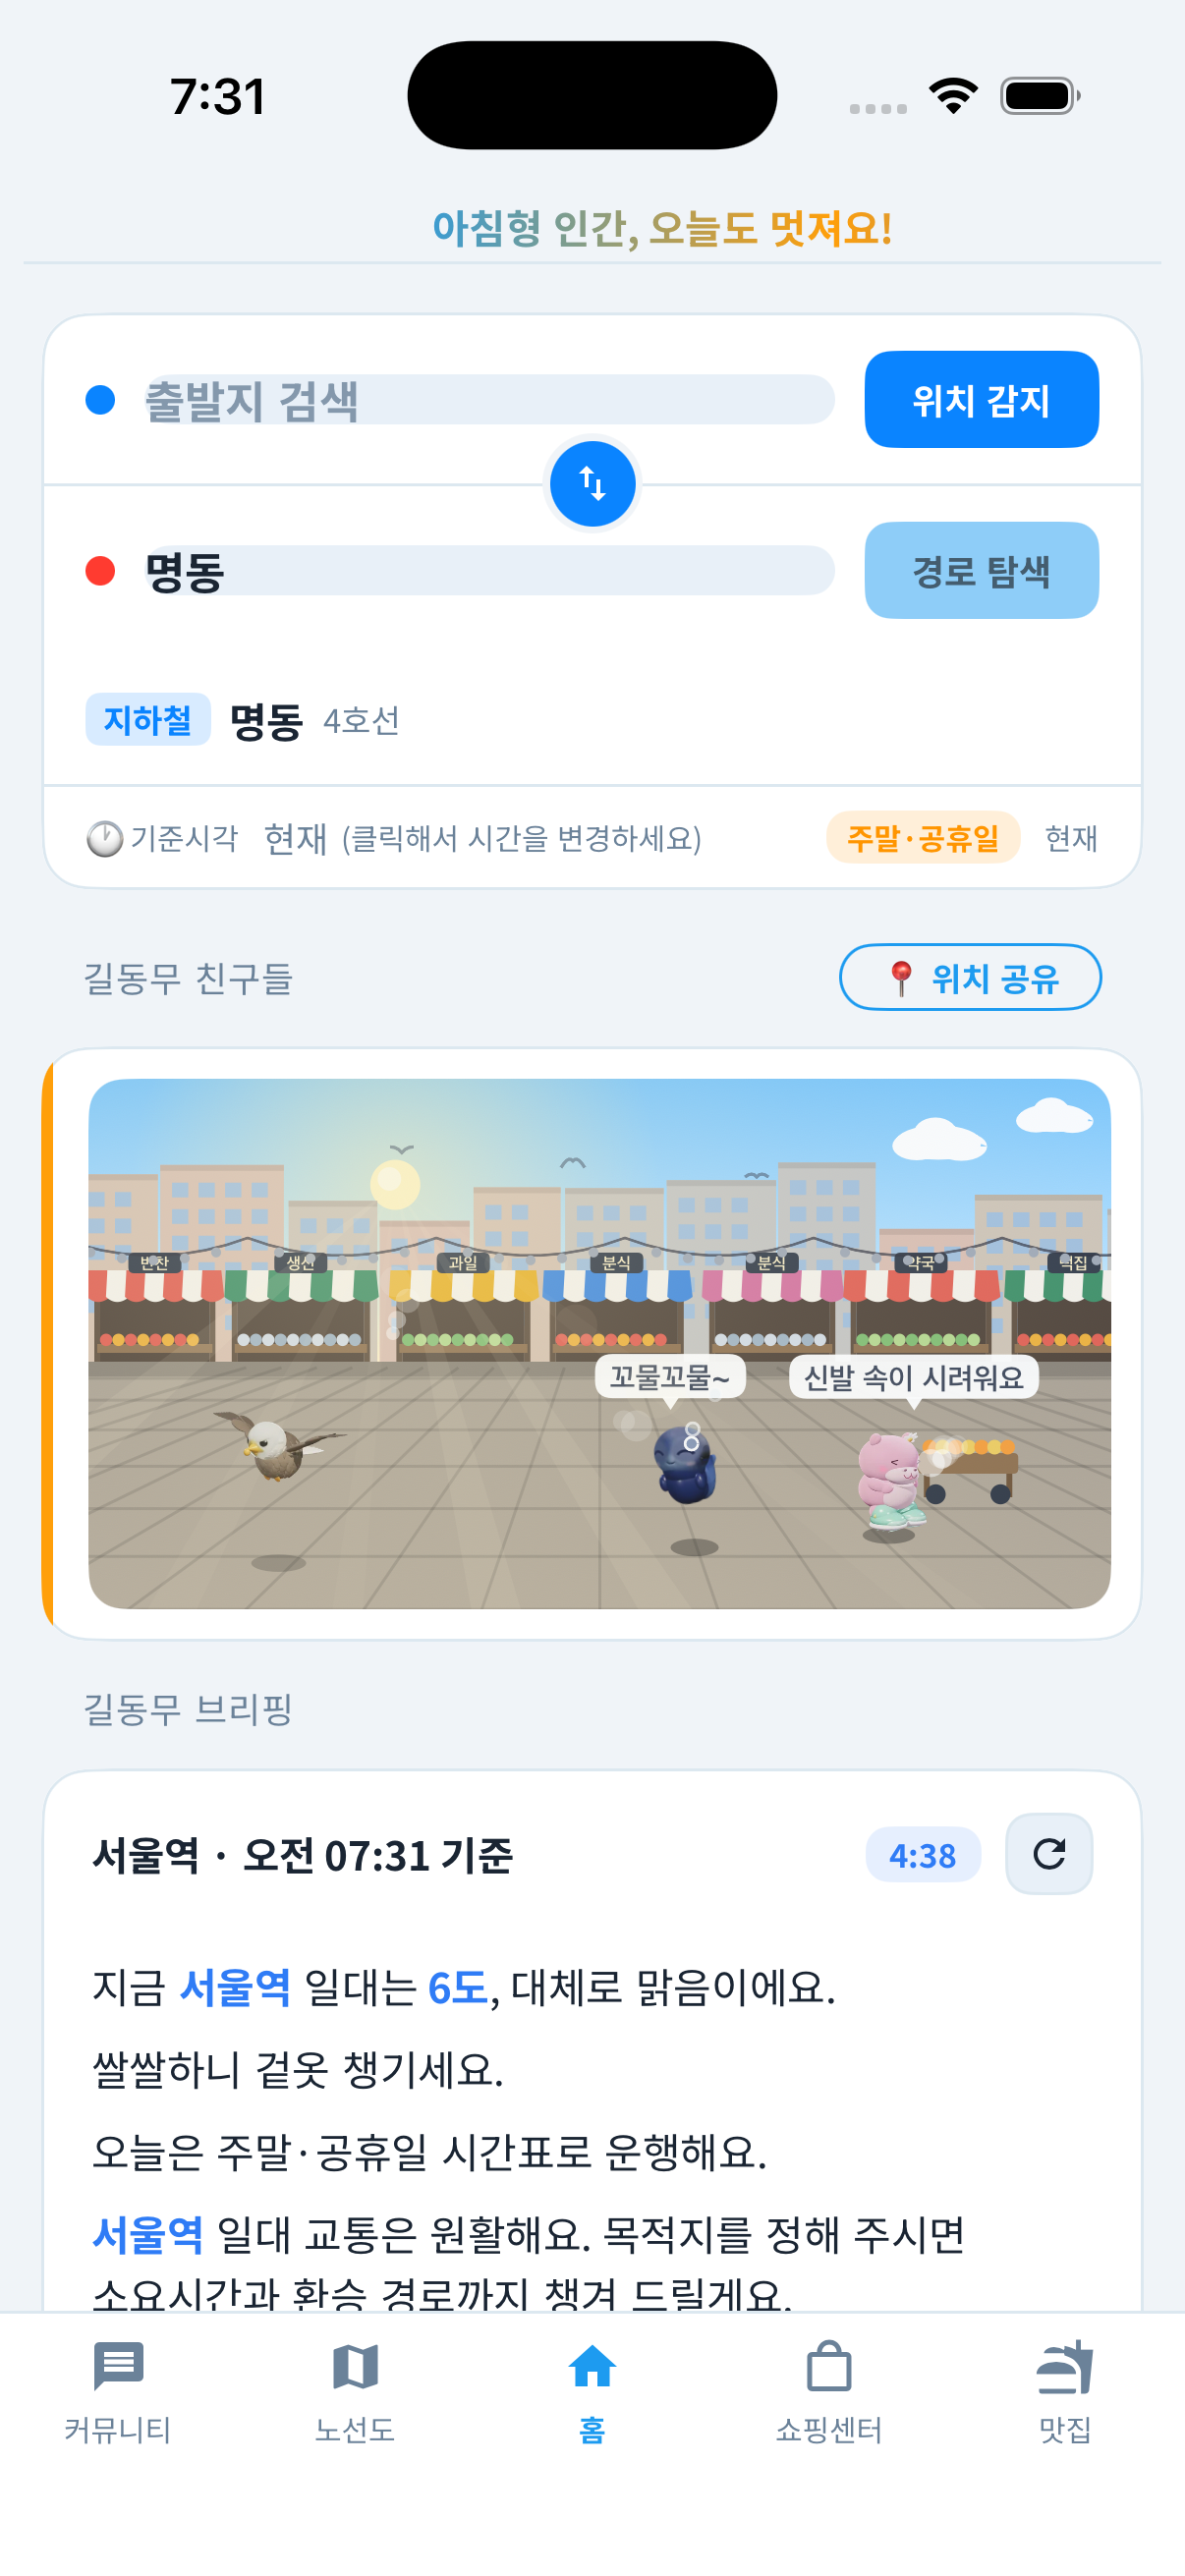 7:31
아침형 인간, 오늘도 멋져요!
출발지 검색
위치 감지
명동
경로 탐색
지하철 명동 4호선
기준시각 현재 (클릭해서 시간을 변경하세요) 주말·공휴일 현재
길동무 친구들
위치 공유
반찬 생선 과일 분식 분식 약국 떡집
꼬물꼬물~
신발 속이 시려워요
길동무 브리핑
서울역 · 오전 07:31 기준
4:38
지금 서울역 일대는 6도, 대체로 맑음이에요.
쌀쌀하니 겉옷 챙기세요.
오늘은 주말·공휴일 시간표로 운행해요.
서울역 일대 교통은 원활해요. 목적지를 정해 주시면
소요시간과 환승 경로까지 챙겨 드릴게요.
커뮤니티 노선도 홈 쇼핑센터 맛집